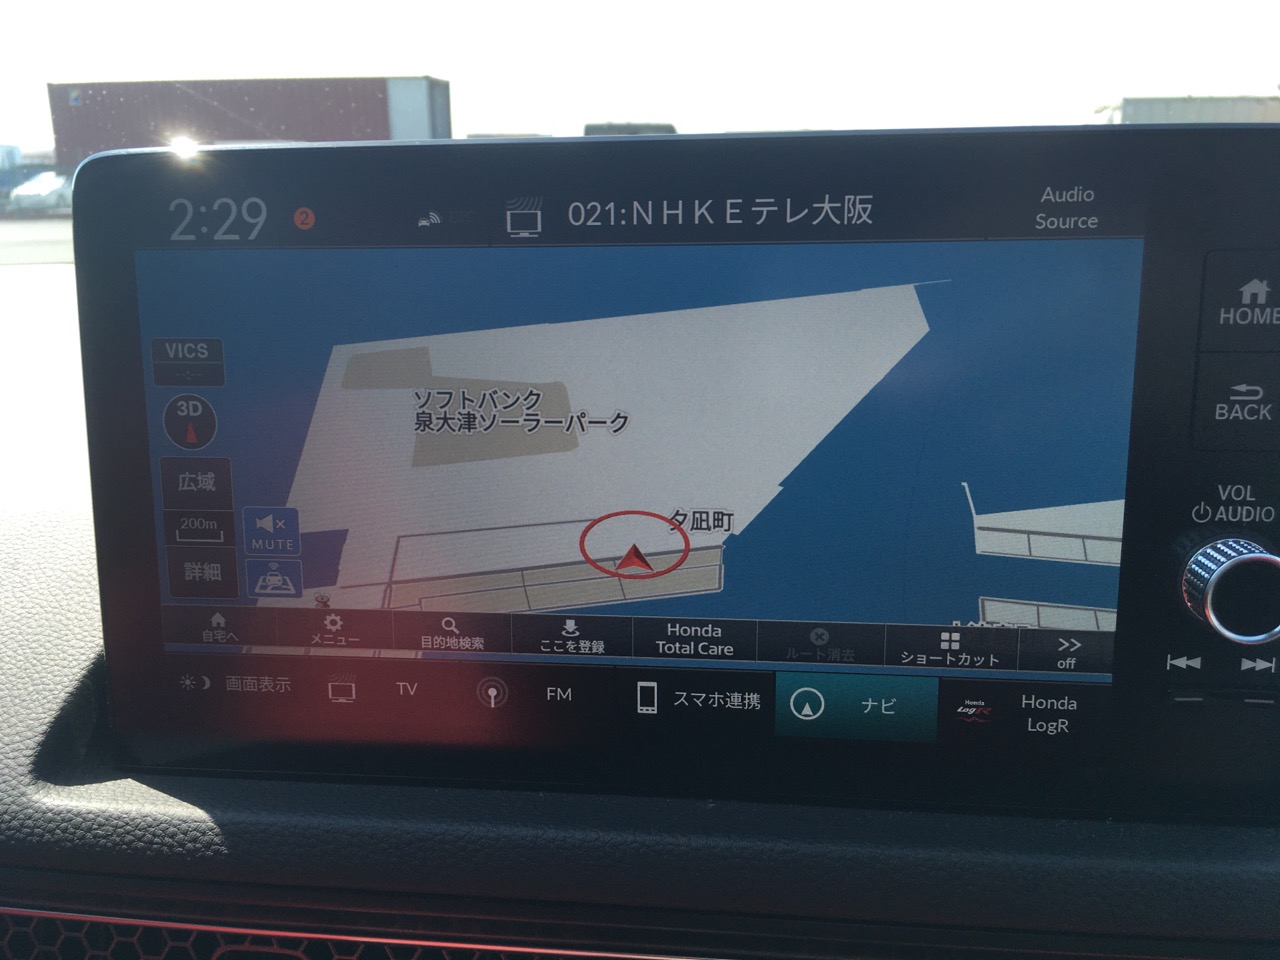 2:29
2
021:ＮＨＫＥテレ大阪
Audio
Source
VICS
-:--
3D
広域
200m
詳細
MUTE
ソフトバンク
泉大津ソーラーパーク
夕凪町
自宅へ
メニュー
目的地検索
ここを登録
Honda
Total Care
ルート消去
ショートカット
>>
off
画面表示
TV
FM
スマホ連携
ナビ
Honda
LogR
Honda
LogR
HOME
BACK
VOL
AUDIO